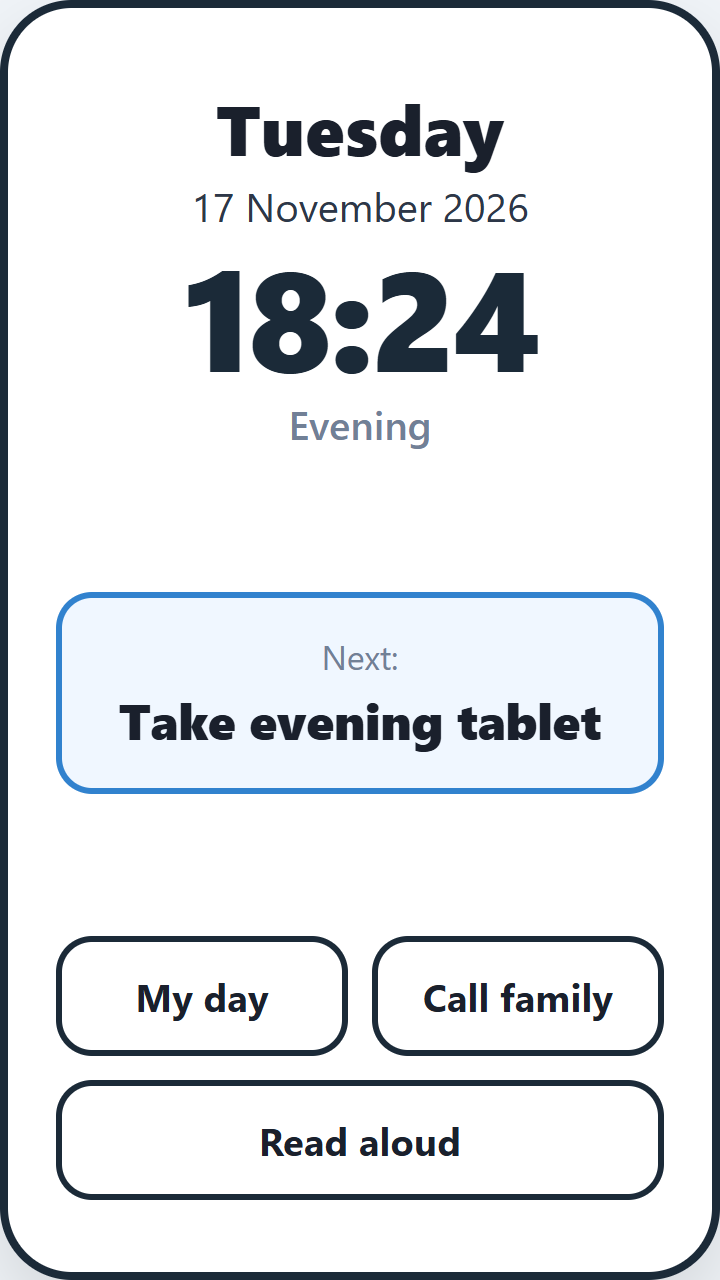 Tuesday
17 November 2026
18:24
Evening
Next:
Take evening tablet
My day
Call family
Read aloud